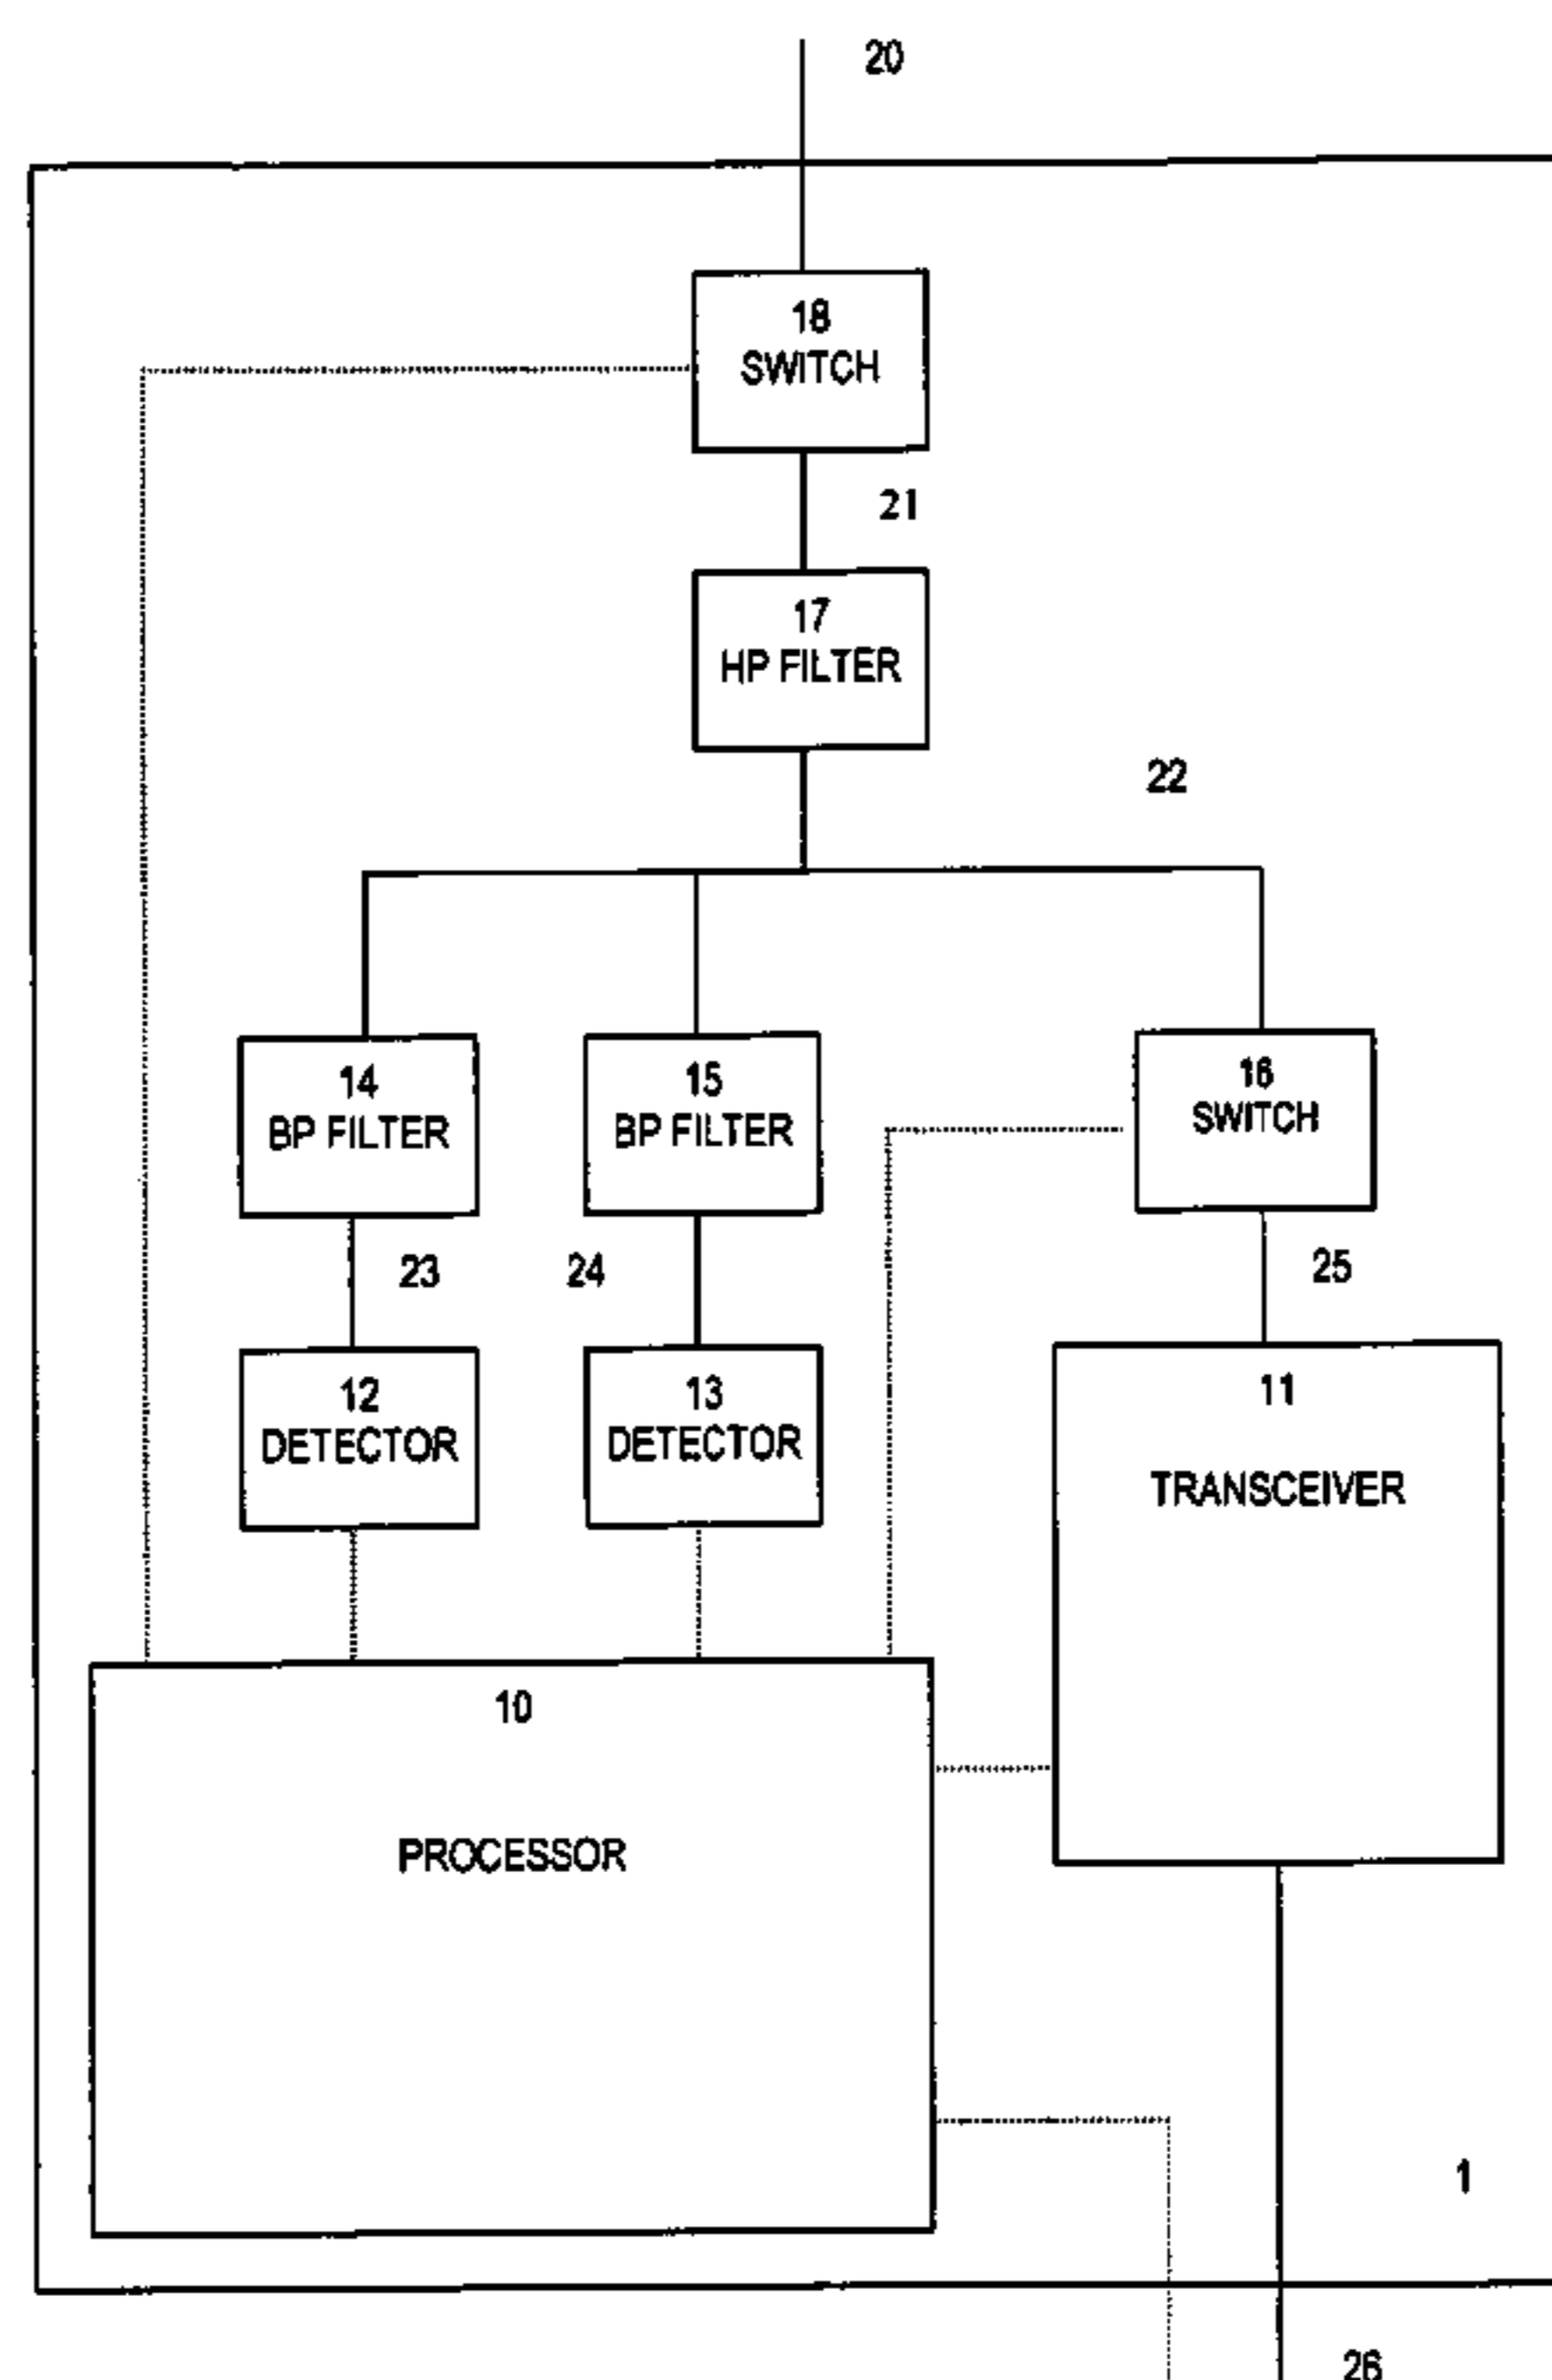 20
18
SWITCH
21
17
HP FILTER
22
14
BP FILTER
15
BP FILTER
16
SWITCH
23
24
25
12
DETECTOR
13
DETECTOR
11
TRANSCEIVER
10
PROCESSOR
1
26